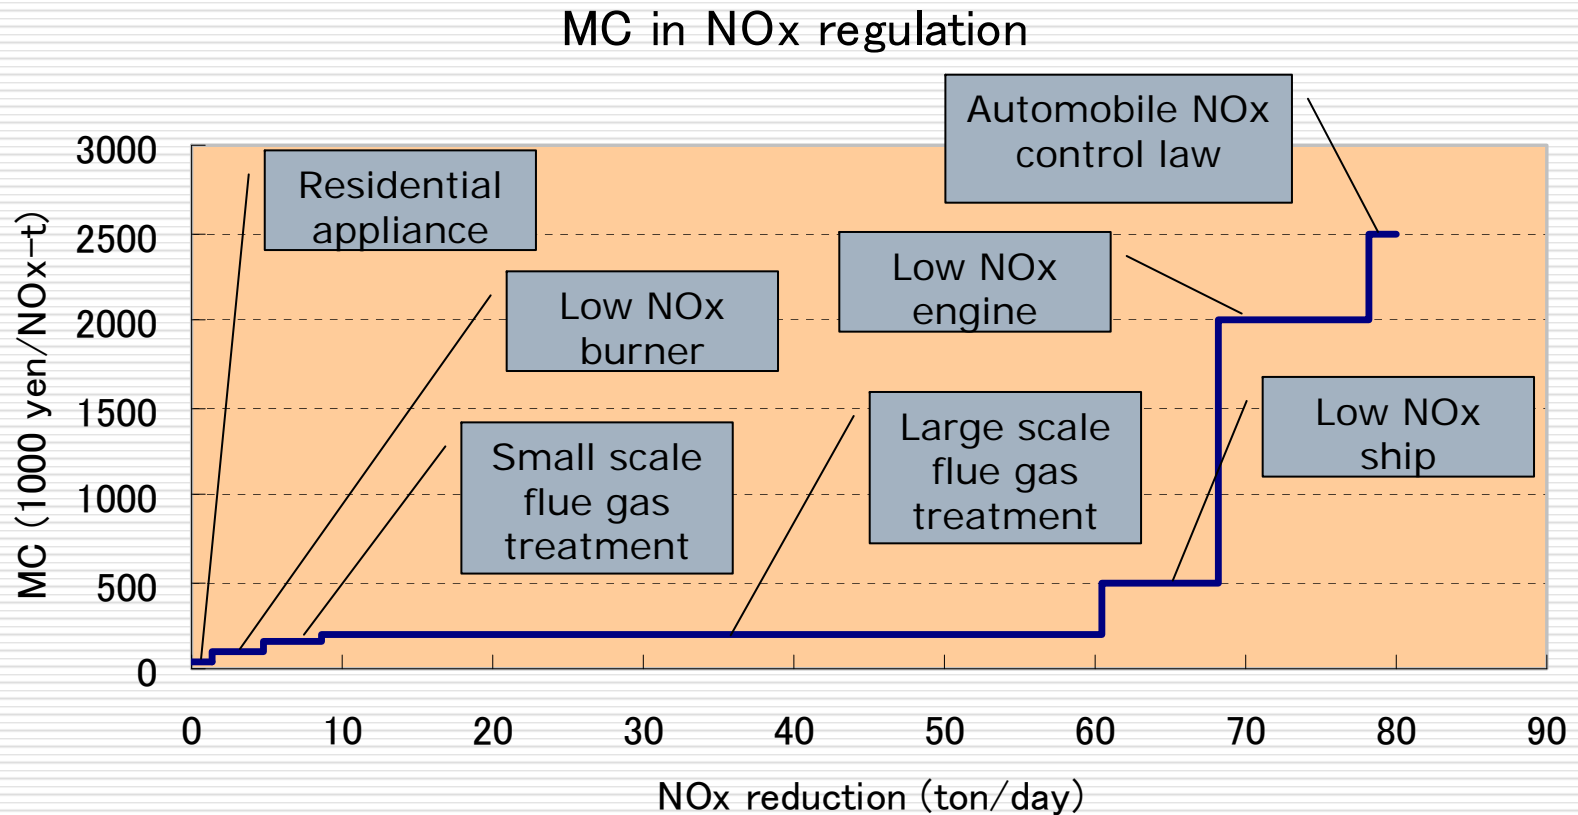 MC in NOx regulation
Automobile NOx
control law
Residential
appliance
Low NOx
engine
Low NOx
burner
Low NOx
ship
Large scale
flue gas
treatment
Small scale
flue gas
treatment
MC (1000 yen/NOx-t)
3000
2500
2000
1500
1000
500
0
0 10 20 30 40 50 60 70 80 90
NOx reduction (ton/day)